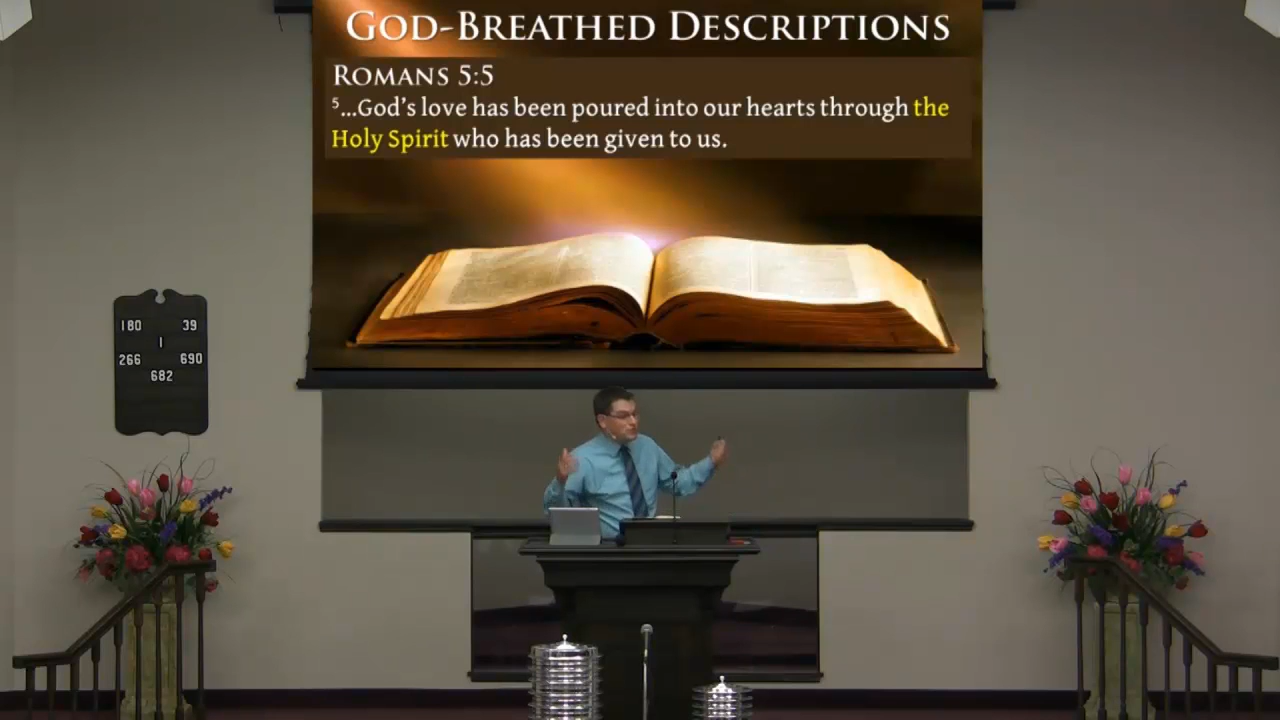 GOD-BREATHED DESCRIPTIONS
ROMANS 5:5
⁵...God's love has been poured into our hearts through the
Holy Spirit who has been given to us.
180 39
1
266 690
682